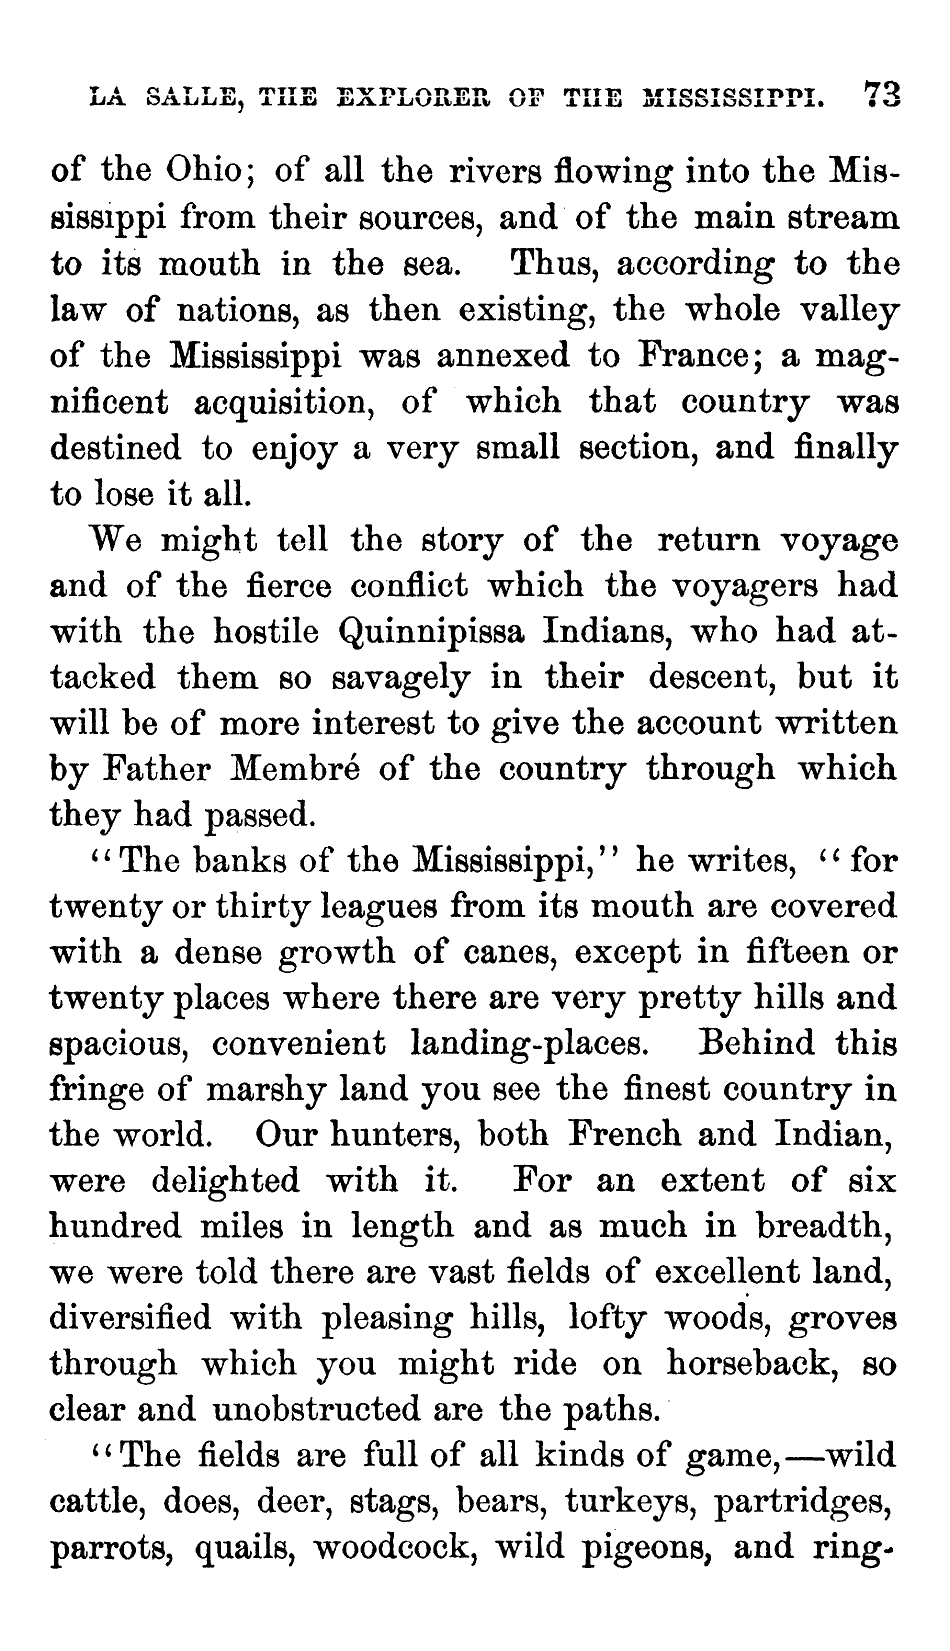 LA SALLE, THE EXPLORER OF THE MISSISSIPPI. 73
of the Ohio; of all the rivers flowing into the Mis-
sissippi from their sources, and of the main stream
to its mouth in the sea. Thus, according to the
law of nations, as then existing, the whole valley
of the Mississippi was annexed to France; a mag-
nificent acquisition, of which that country was
destined to enjoy a very small section, and finally
to lose it all.
We might tell the story of the return voyage
and of the fierce conflict which the voyagers had
with the hostile Quinnipissa Indians, who had at-
tacked them so savagely in their descent, but it
will be of more interest to give the account written
by Father Membré of the country through which
they had passed.
“The banks of the Mississippi,” he writes, “for
twenty or thirty leagues from its mouth are covered
with a dense growth of canes, except in fifteen or
twenty places where there are very pretty hills and
spacious, convenient landing-places. Behind this
fringe of marshy land you see the finest country in
the world. Our hunters, both French and Indian,
were delighted with it. For an extent of six
hundred miles in length and as much in breadth,
we were told there are vast fields of excellent land,
diversified with pleasing hills, lofty woods, groves
through which you might ride on horseback, so
clear and unobstructed are the paths.
“The fields are full of all kinds of game,—wild
cattle, does, deer, stags, bears, turkeys, partridges,
parrots, quails, woodcock, wild pigeons, and ring-